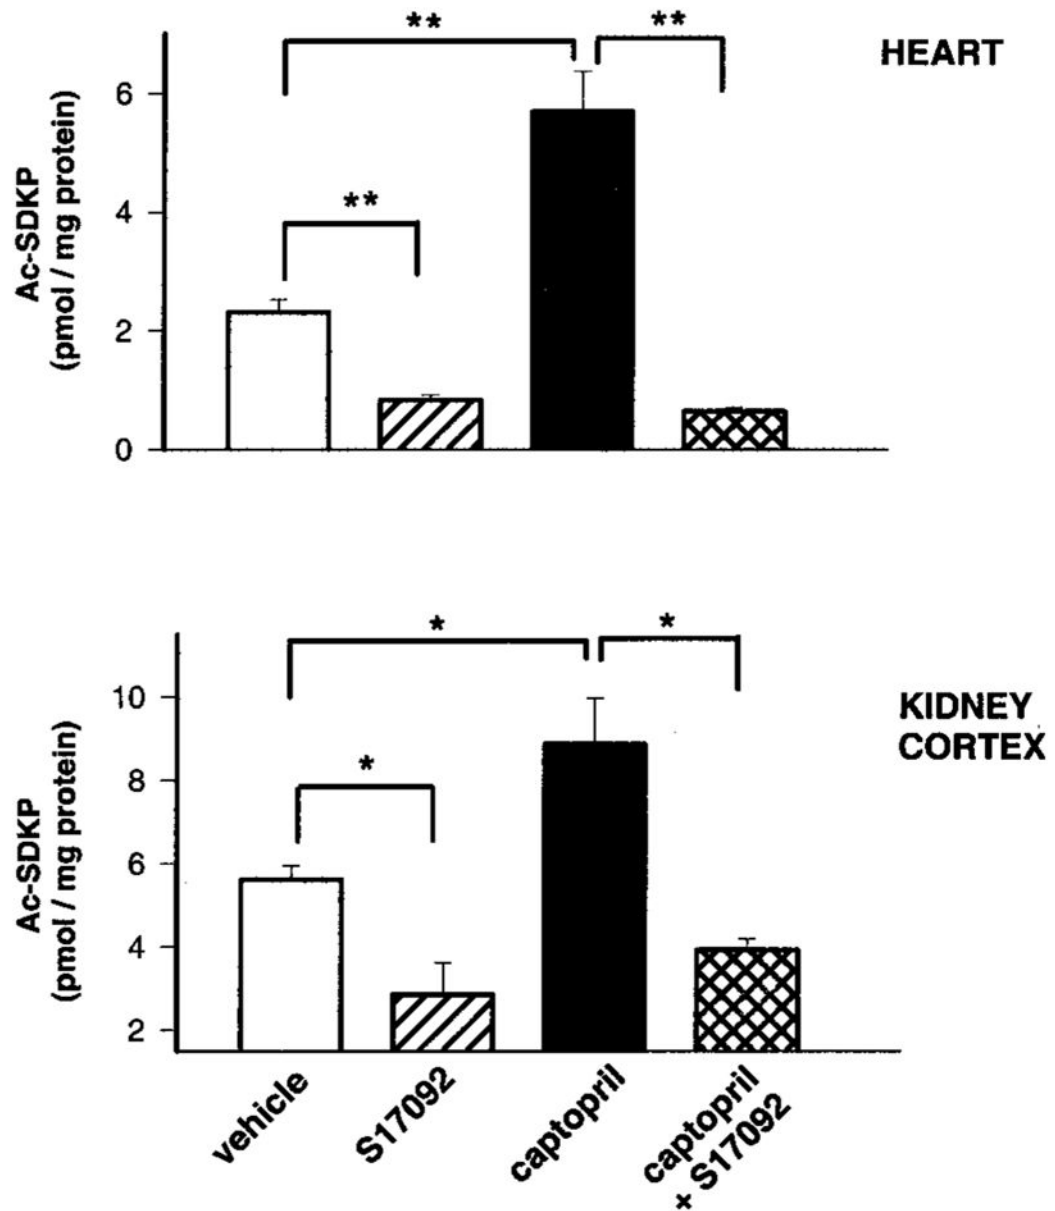 **
**
HEART
6
Ac-SDKP
(pmol / mg protein)
4
**
2
0
*
*
10
KIDNEY
CORTEX
*
8
Ac-SDKP
(pmol / mg protein)
6
4
2
vehicle
S17092
captopril
captopril
+ S17092